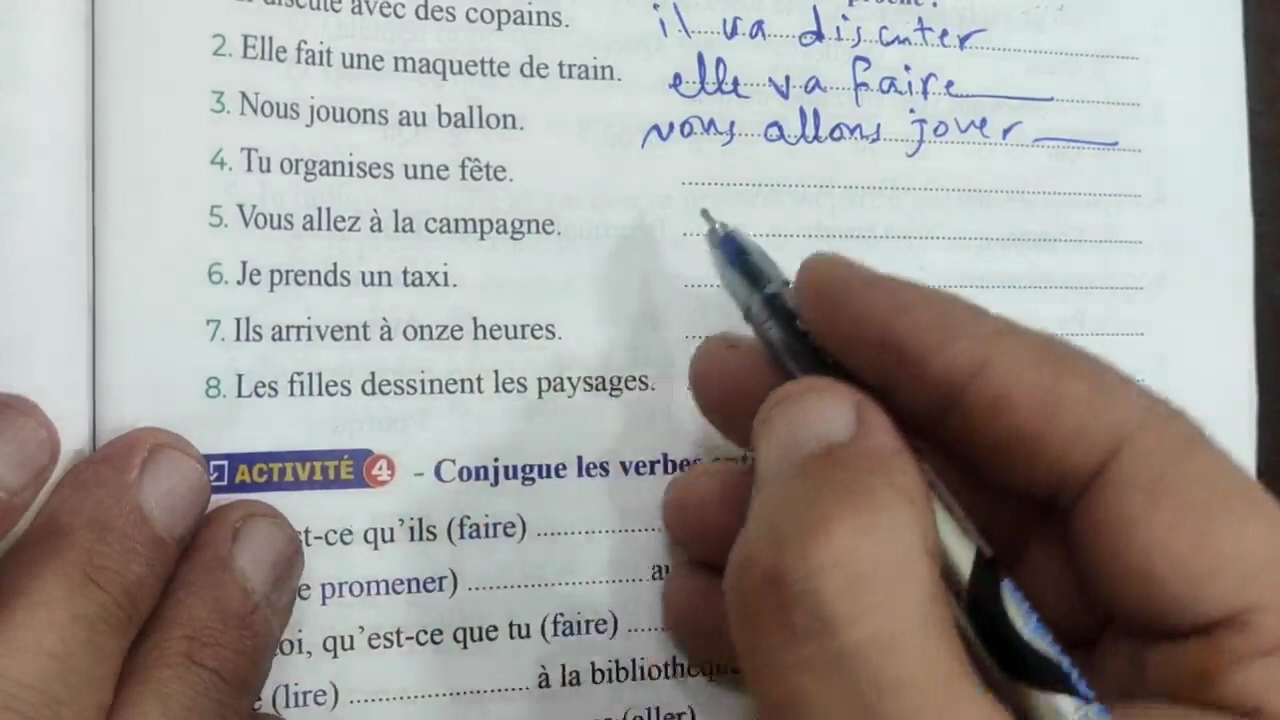 discute avec des copains. il va discuter
2. Elle fait une maquette de train. elle va faire
3. Nous jouons au ballon. nous allons jouer
4. Tu organises une fête.
5. Vous allez à la campagne.
6. Je prends un taxi.
7. Ils arrivent à onze heures.
8. Les filles dessinent les paysages.
ACTIVITÉ 4 - Conjugue les verbes
st-ce qu'ils (faire)
e promener)
oi, qu'est-ce que tu (faire)
(lire) à la bibliothèque
(aller)